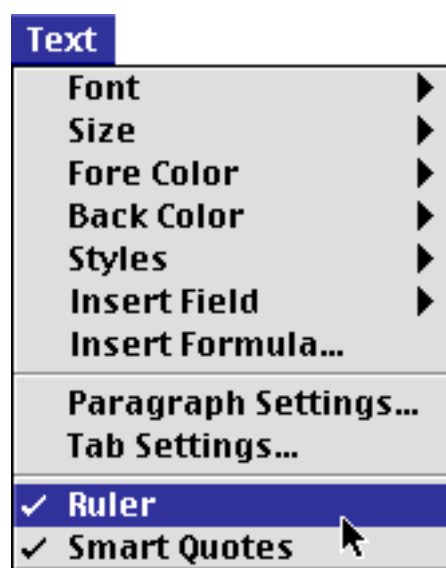 Text
Font
Size
Fore Color
Back Color
Styles
Insert Field
Insert Formula...
Paragraph Settings...
Tab Settings...
Ruler
Smart Quotes